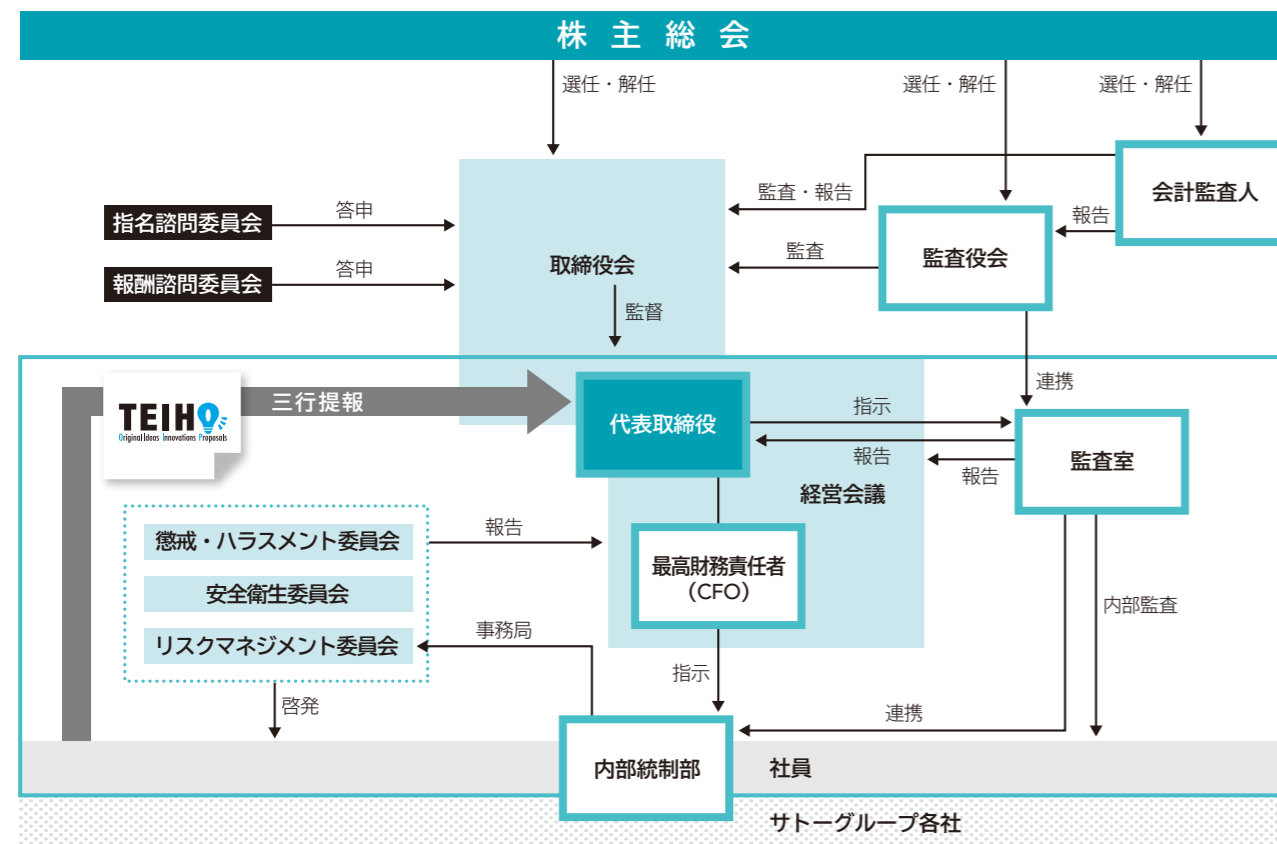 株主総会
選任・解任
選任・解任
選任・解任
会計監査人
監査・報告
報告
指名諮問委員会
答申
監査役会
取締役会
監査
報酬諮問委員会
答申
監督
連携
三行提報
TEIHO
Original Ideas Innovations Proposals
代表取締役
指示
報告
報告
監査室
経営会議
懲戒・ハラスメント委員会
報告
最高財務責任者
（CFO）
安全衛生委員会
内部監査
リスクマネジメント委員会
事務局
指示
啓発
連携
内部統制部
社員
サトーグループ各社